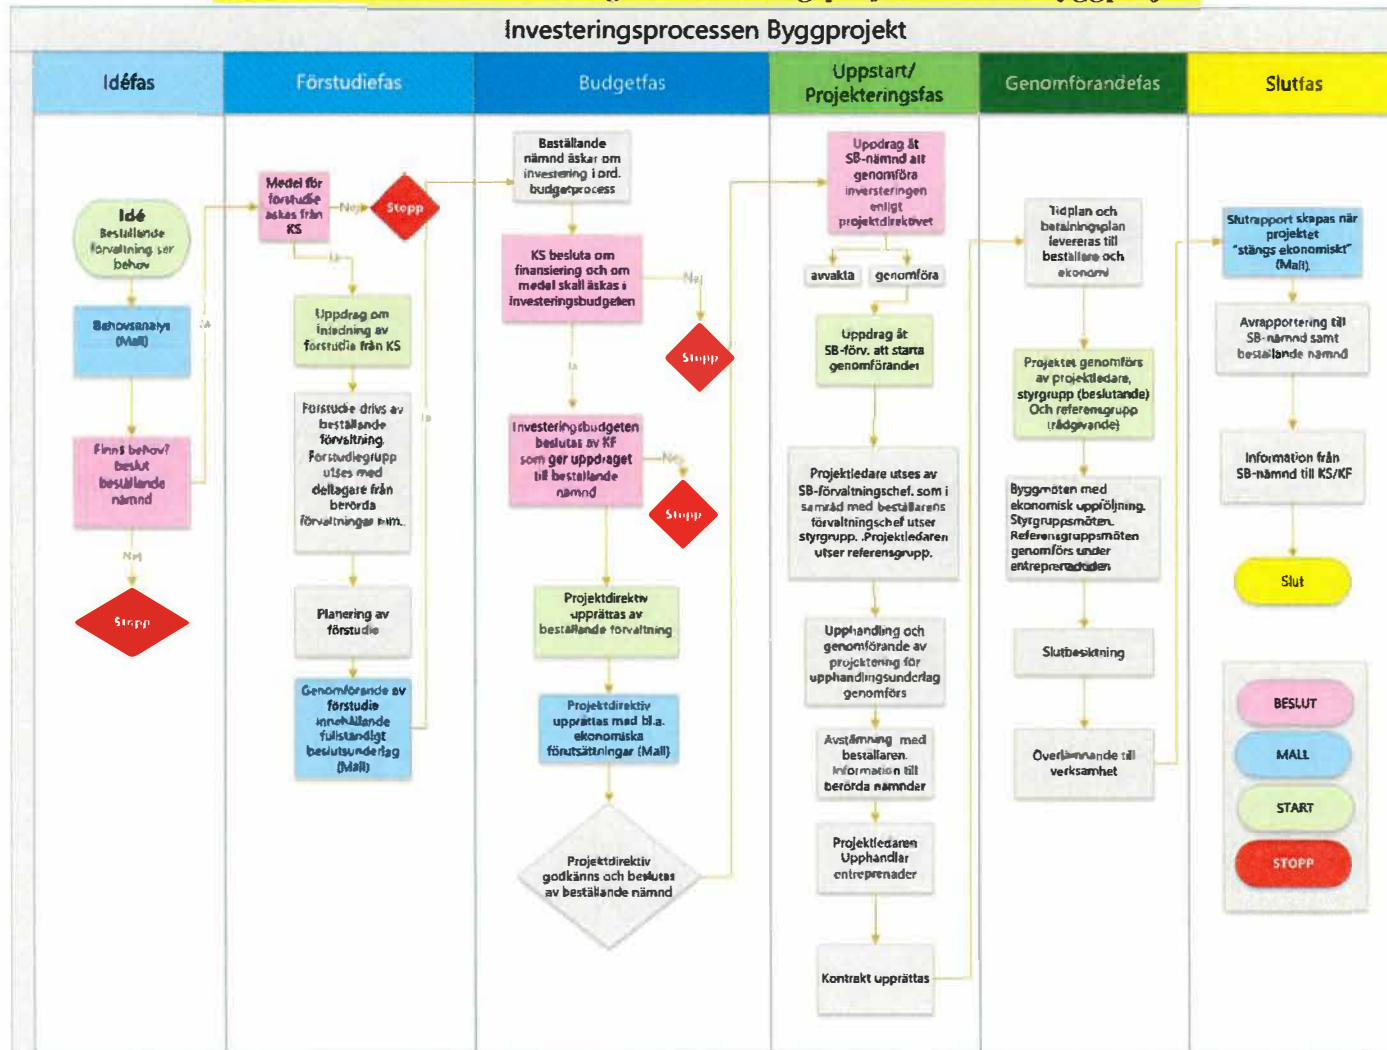 Investeringsprocessen Byggprojekt
Idéfas
Förstudiefas
Budgetfas
Uppstart/
Projekteringsfas
Genomförandefas
Slutfas
Idé
Beställande
förvaltning ser
behov
Behovsanalys
(Mall)
Finns behov?
beslut
beställande
nämnd
Nej
Stopp
Ja
Medel för
förstudie
äskas från
KS
Nej
Stopp
Ja
Uppdrag om
inledning av
förstudie från KS
Förstudie drivs av
beställande
förvaltning.
Förstudiegrupp
utses med
deltagare från
berörda
förvaltningar mm.
Planering av
förstudie
Genomförande av
förstudie
innehållande
fullständigt
beslutsunderlag
(Mall)
Ja
Beställande
nämnd äskar om
investering i ord.
budgetprocess
KS besluta om
finansiering och om
medel skall äskas i
investeringsbudgeten
Nej
Stopp
Ja
Investeringsbudgeten
beslutas av KF
som ger uppdraget
till beställande
nämnd
Nej
Stopp
Projektdirektiv
upprättas av
beställande förvaltning
Projektdirektiv
upprättas med bl.a.
ekonomiska
förutsättningar (Mall)
Projektdirektiv
godkänns och beslutas
av beställande nämnd
Uppdrag åt
SB-nämnd att
genomföra
inversteringen
enligt
projektdirektivet
avvakta
genomföra
Uppdrag åt
SB-förv. att starta
genomförandet
Projektledare utses av
SB-förvaltningschef. som i
samråd med beställarens
förvaltningschef utser
styrgrupp. .Projektledaren
utser referensgrupp.
Upphandling och
genomförande av
projektering för
upphandlingsunderlag
genomförs
Avstämning med
beställaren.
Information till
berörda nämnder
Projektledaren
Upphandlar
entreprenader
Kontrakt upprättas
Tidplan och
betalningsplan
levereras till
beställare och
ekonomi
Projektet genomförs
av projektledare,
styrgrupp (beslutande)
Och referensgrupp
(rådgivande)
Byggmöten med
ekonomisk uppföljning.
Styrgruppsmöten.
Referensgruppsmöten
genomförs under
entreprenadtiden
Slutbesiktning
Överlämnande till
verksamhet
Slutrapport skapas när
projektet
"stängs ekonomiskt"
(Mall).
Avrapportering till
SB-nämnd samt
beställande nämnd
Information från
SB-nämnd till KS/KF
Slut
BESLUT
MALL
START
STOPP